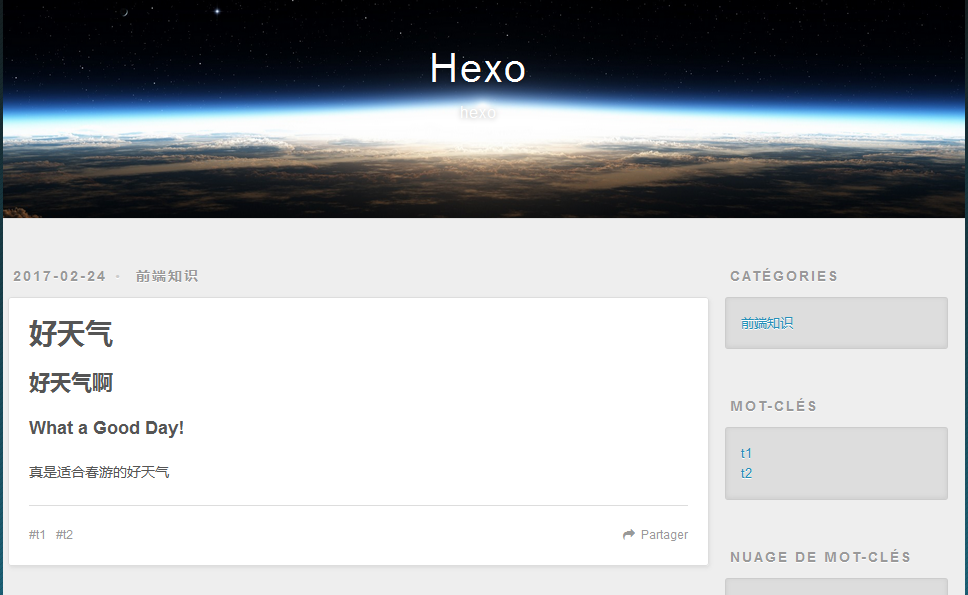 Hexo
hexo
2017-02-24 · 前端知识
好天气
好天气啊
What a Good Day!
真是适合春游的好天气
#t1 #t2 Partager
CATÉGORIES
前端知识
MOT-CLÉS
t1
t2
NUAGE DE MOT-CLÉS